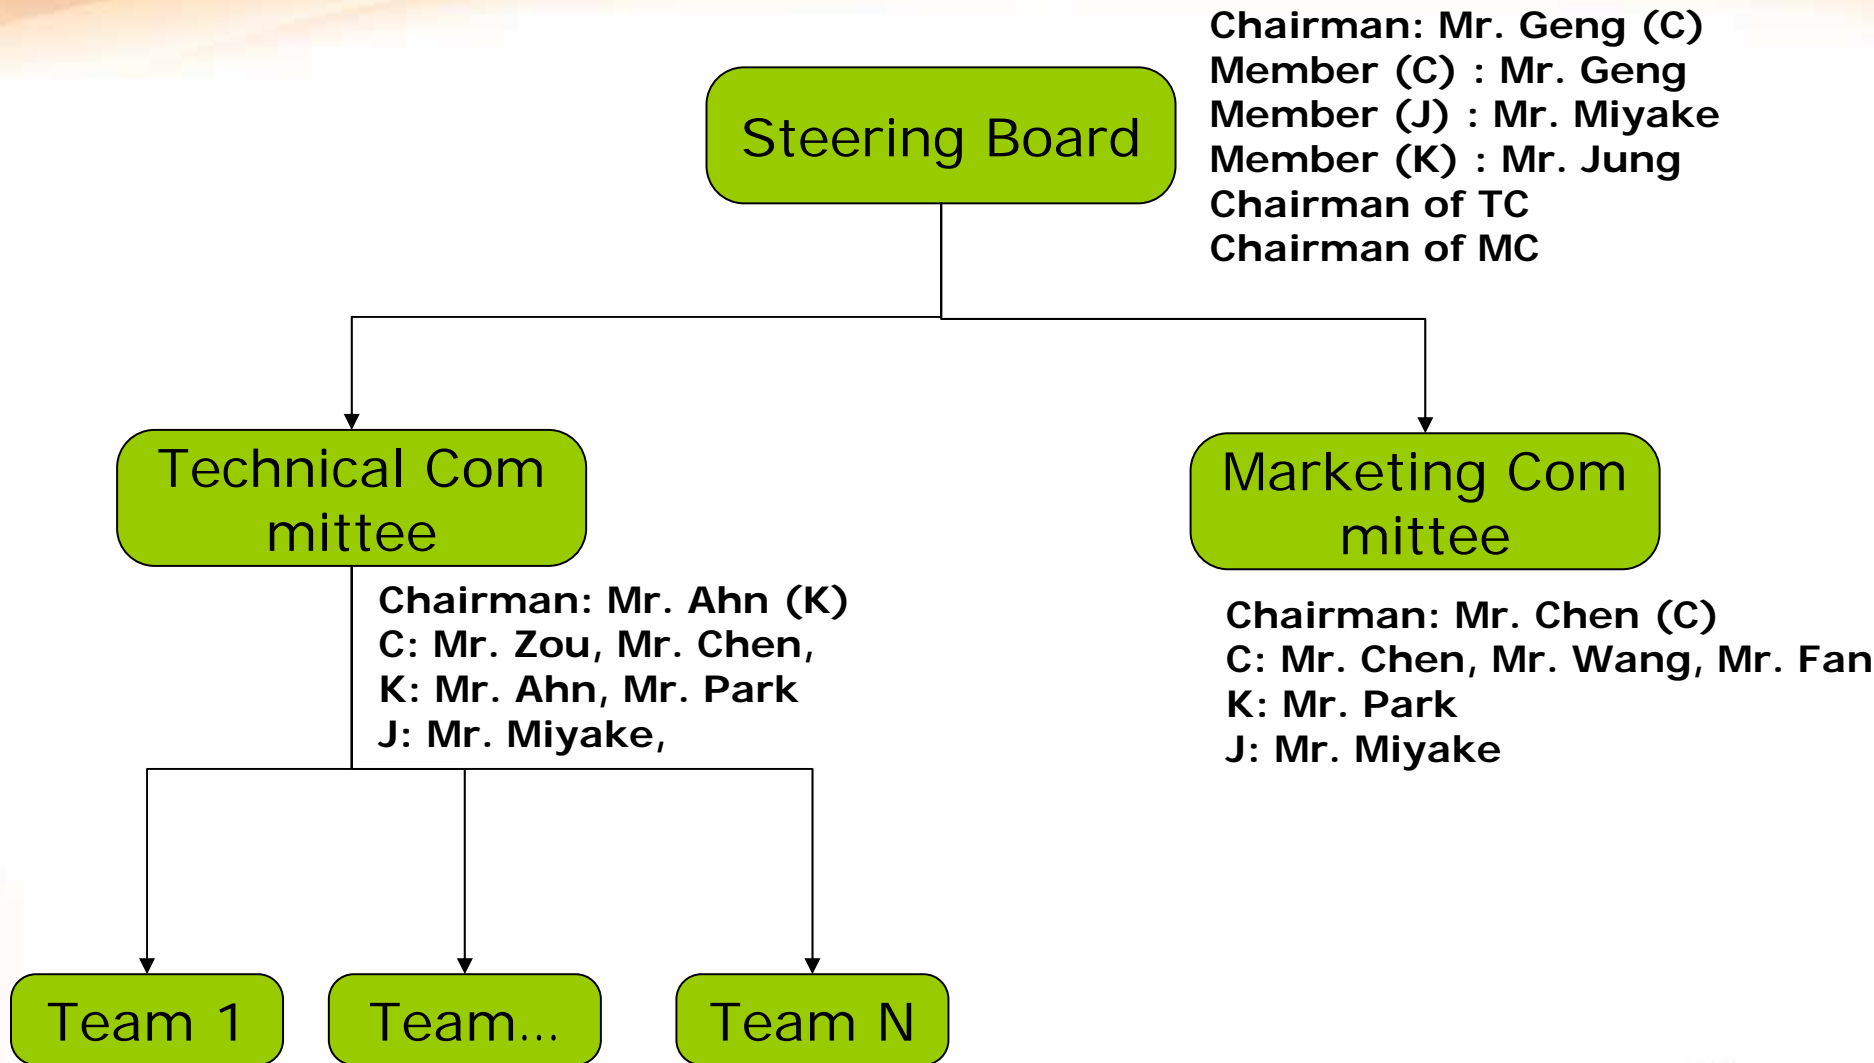 Chairman: Mr. Geng (C)
Member (C) : Mr. Geng
Member (J) : Mr. Miyake
Member (K) : Mr. Jung
Chairman of TC
Chairman of MC
Steering Board
Technical Com
mittee
Marketing Com
mittee
Chairman: Mr. Ahn (K)
C: Mr. Zou, Mr. Chen,
K: Mr. Ahn, Mr. Park
J: Mr. Miyake,
Chairman: Mr. Chen (C)
C: Mr. Chen, Mr. Wang, Mr. Fan
K: Mr. Park
J: Mr. Miyake
Team 1
Team...
Team N